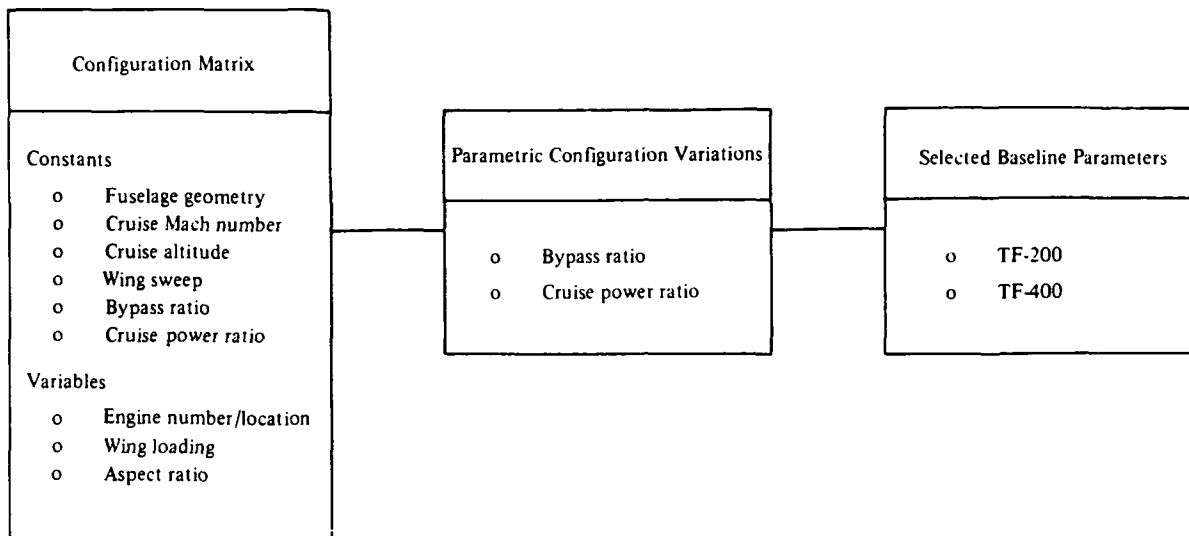 Configuration Matrix
Constants
o Fuselage geometry
o Cruise Mach number
o Cruise altitude
o Wing sweep
o Bypass ratio
o Cruise power ratio
Variables
o Engine number/location
o Wing loading
o Aspect ratio
Parametric Configuration Variations
o Bypass ratio
o Cruise power ratio
Selected Baseline Parameters
o TF-200
o TF-400